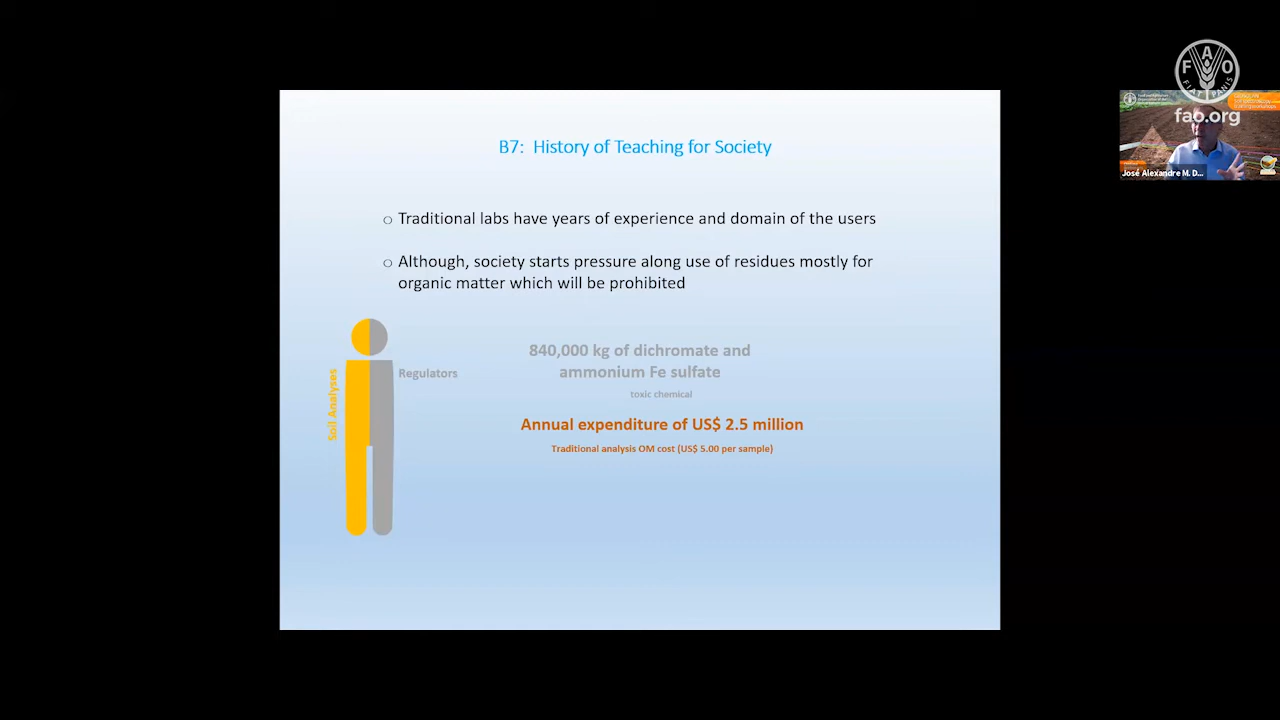 B7: History of Teaching for Society
○ Traditional labs have years of experience and domain of the users
○ Although, society starts pressure along use of residues mostly for
organic matter which will be prohibited
Soil Analyses
Regulators
840,000 kg of dichromate and
ammonium Fe sulfate
toxic chemical
Annual expenditure of US$ 2.5 million
Traditional analysis OM cost (US$ 5.00 per sample)
FAO
FIAT PANIS
fao.org
José Alexandre M. D...